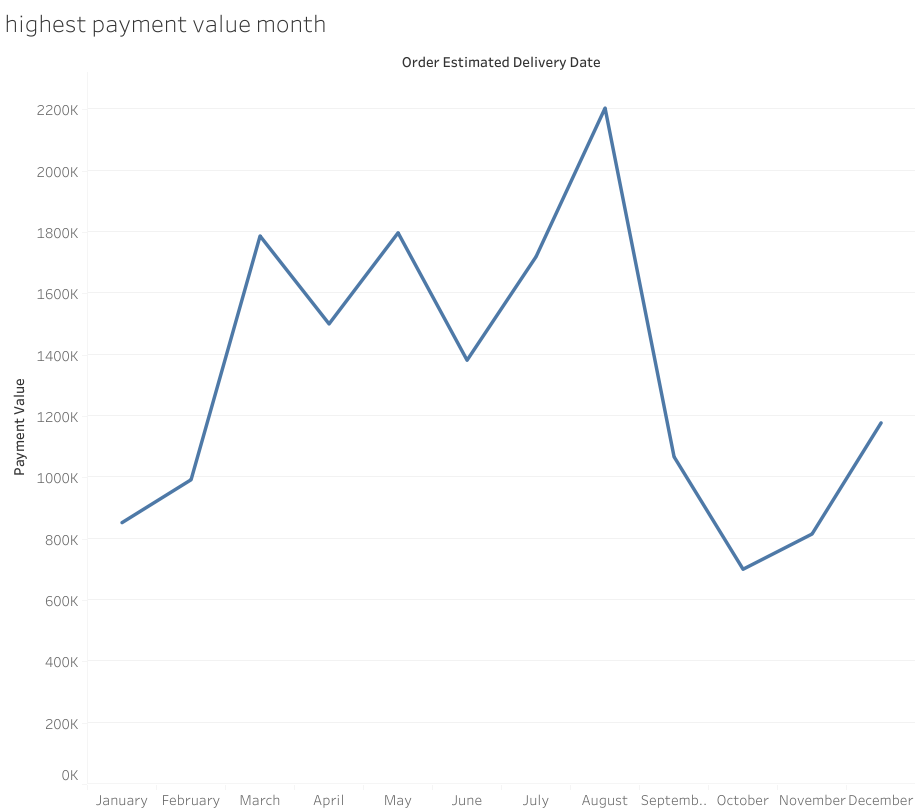 highest payment value month
Order Estimated Delivery Date
2200K
2000K
1800K
1600K
1400K
1200K
1000K
800K
600K
400K
200K
0K
Payment Value
January February March April May June July August Septemb.. October November December